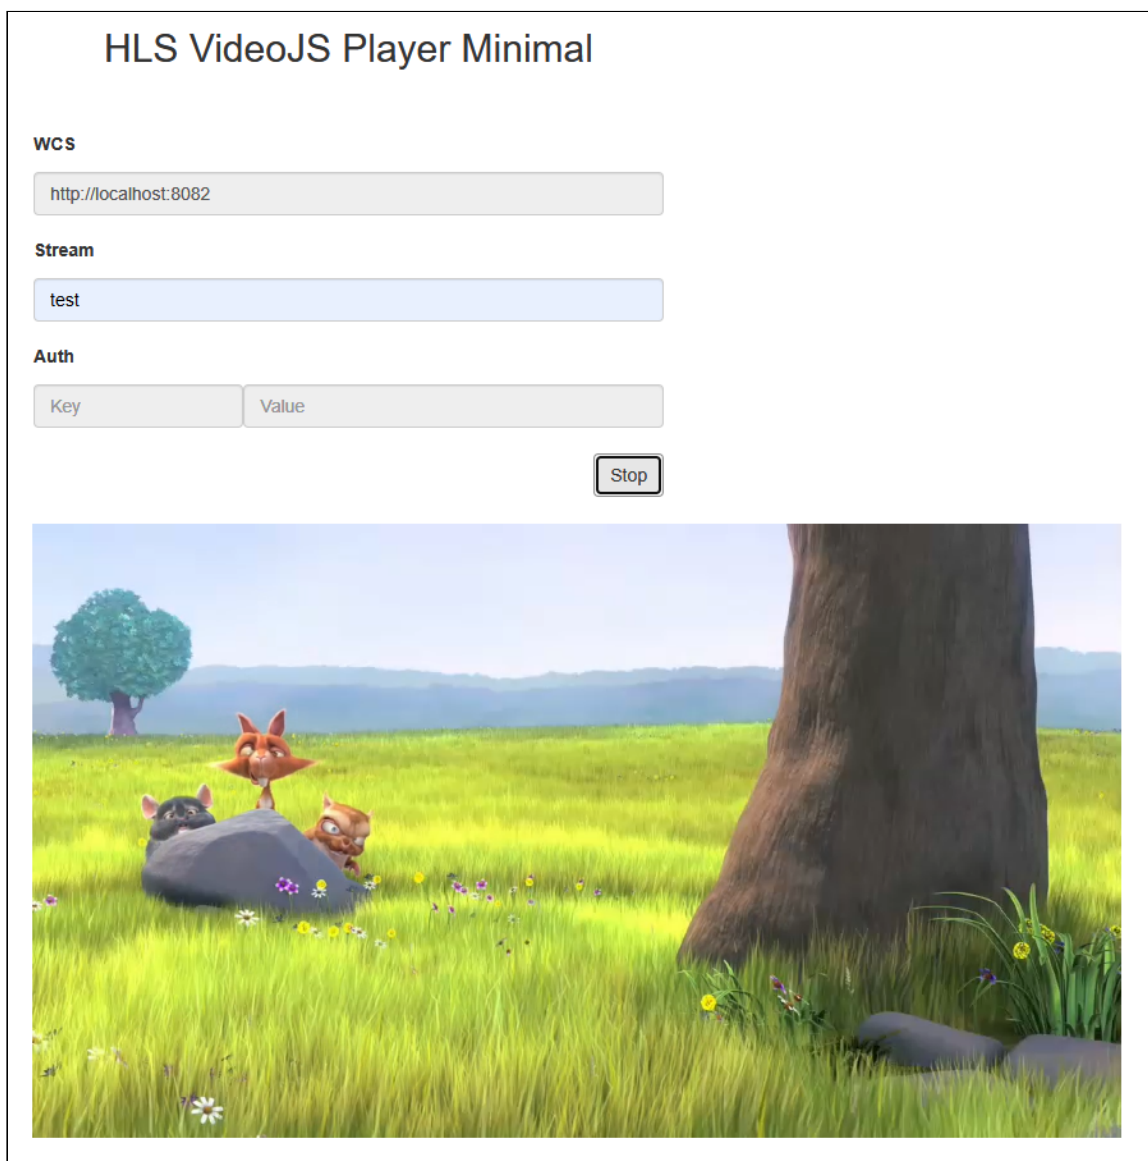 HLS VideoJS Player Minimal
WCS
http://localhost:8082
Stream
test
Auth
Key Value
Stop